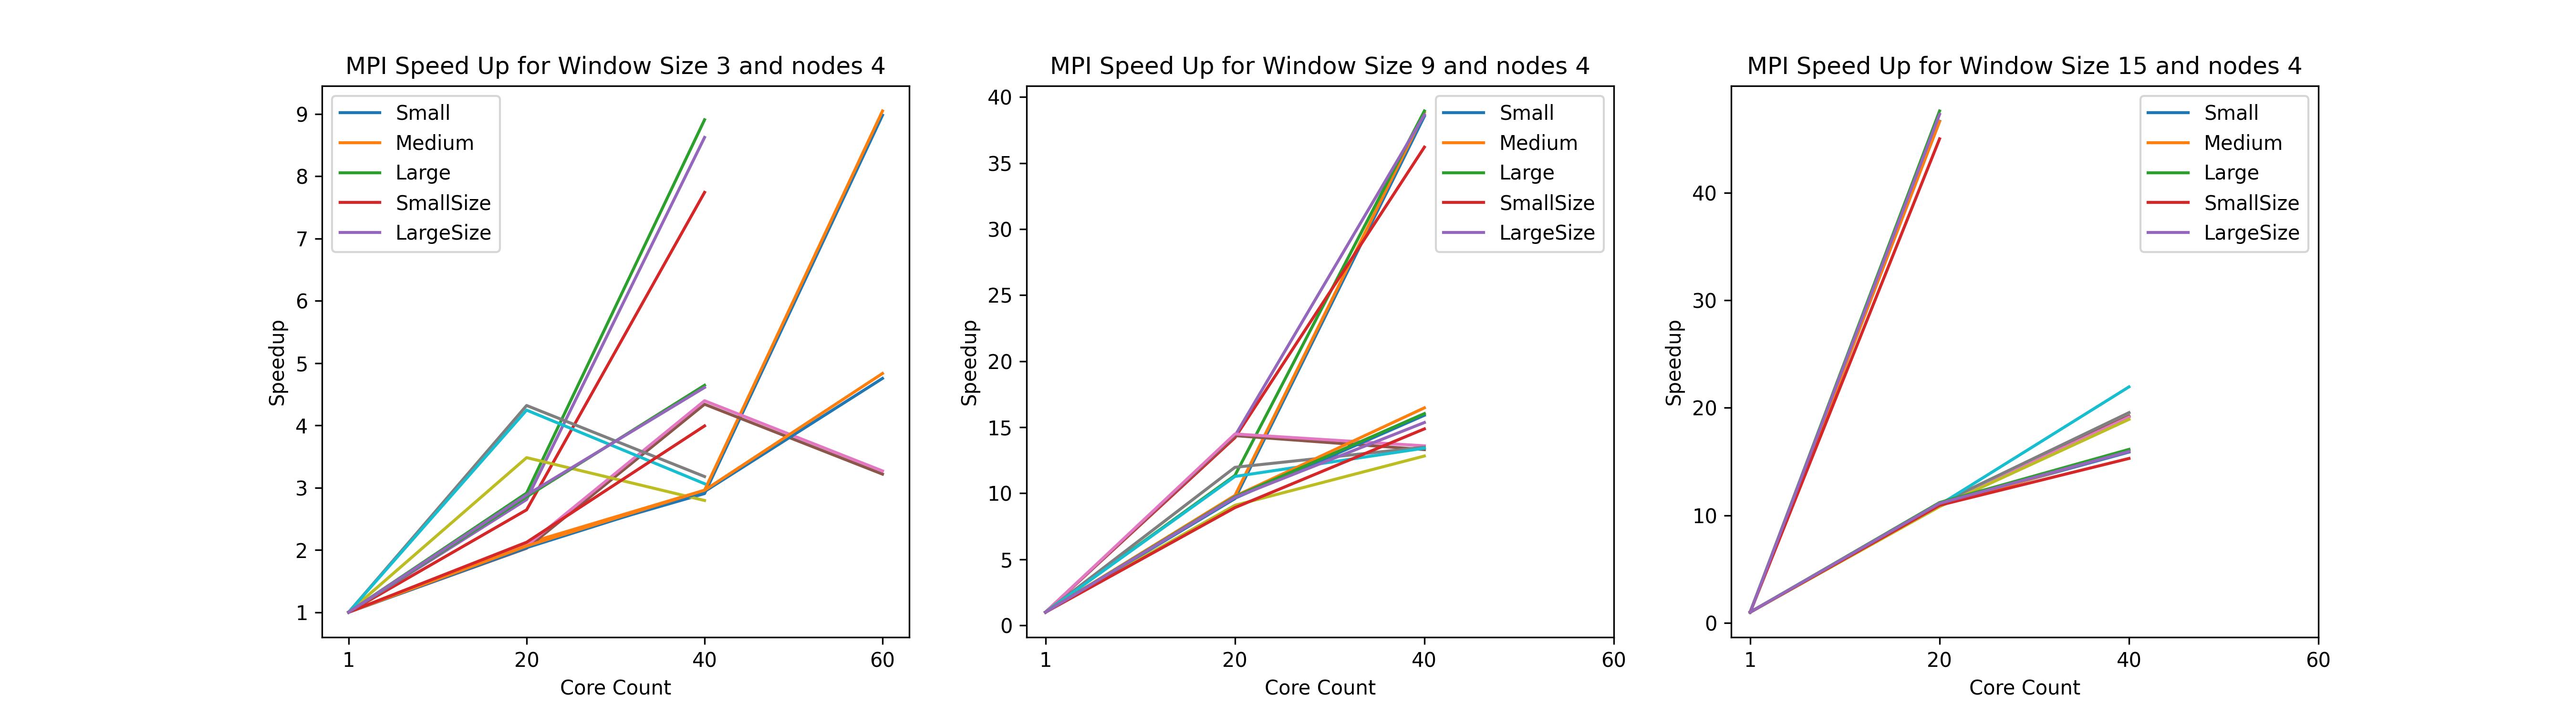 MPI Speed Up for Window Size 3 and nodes 4
Speedup
9
8
7
6
5
4
3
2
1
Small
Medium
Large
SmallSize
LargeSize
1 20 40 60
Core Count
MPI Speed Up for Window Size 9 and nodes 4
Speedup
40
35
30
25
20
15
10
5
0
Small
Medium
Large
SmallSize
LargeSize
1 20 40 60
Core Count
MPI Speed Up for Window Size 15 and nodes 4
Speedup
40
30
20
10
0
Small
Medium
Large
SmallSize
LargeSize
1 20 40 60
Core Count